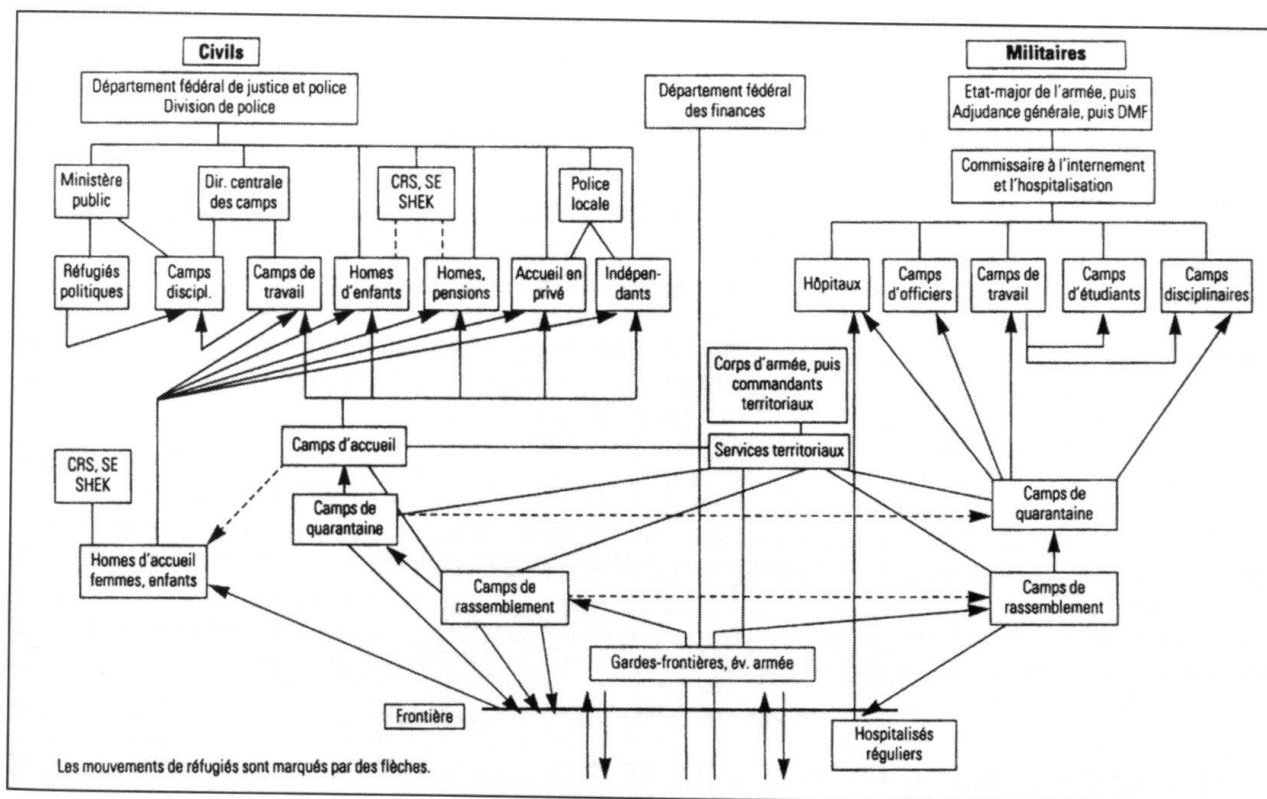 Civils
Militaires
Département fédéral de justice et police
Division de police
Département fédéral
des finances
Etat-major de l'armée, puis
Adjudance générale, puis DMF
Commissaire à l'internement
et l'hospitalisation
Ministère
public
Dir. centrale
des camps
CRS, SE
SHEK
Police
locale
Réfugiés
politiques
Camps
discipl.
Camps de
travail
Homes
d'enfants
Homes,
pensions
Accueil en
privé
Indépen-
dants
Hôpitaux
Camps
d'officiers
Camps de
travail
Camps
d'étudiants
Camps
disciplinaires
Corps d'armée, puis
commandants
territoriaux
Camps d'accueil
Services territoriaux
CRS, SE
SHEK
Camps de
quarantaine
Camps de
quarantaine
Homes d'accueil
femmes, enfants
Camps de
rassemblement
Camps de
rassemblement
Gardes-frontières, év. armée
Frontière
Hospitalisés
réguliers
Les mouvements de réfugiés sont marqués par des flèches.